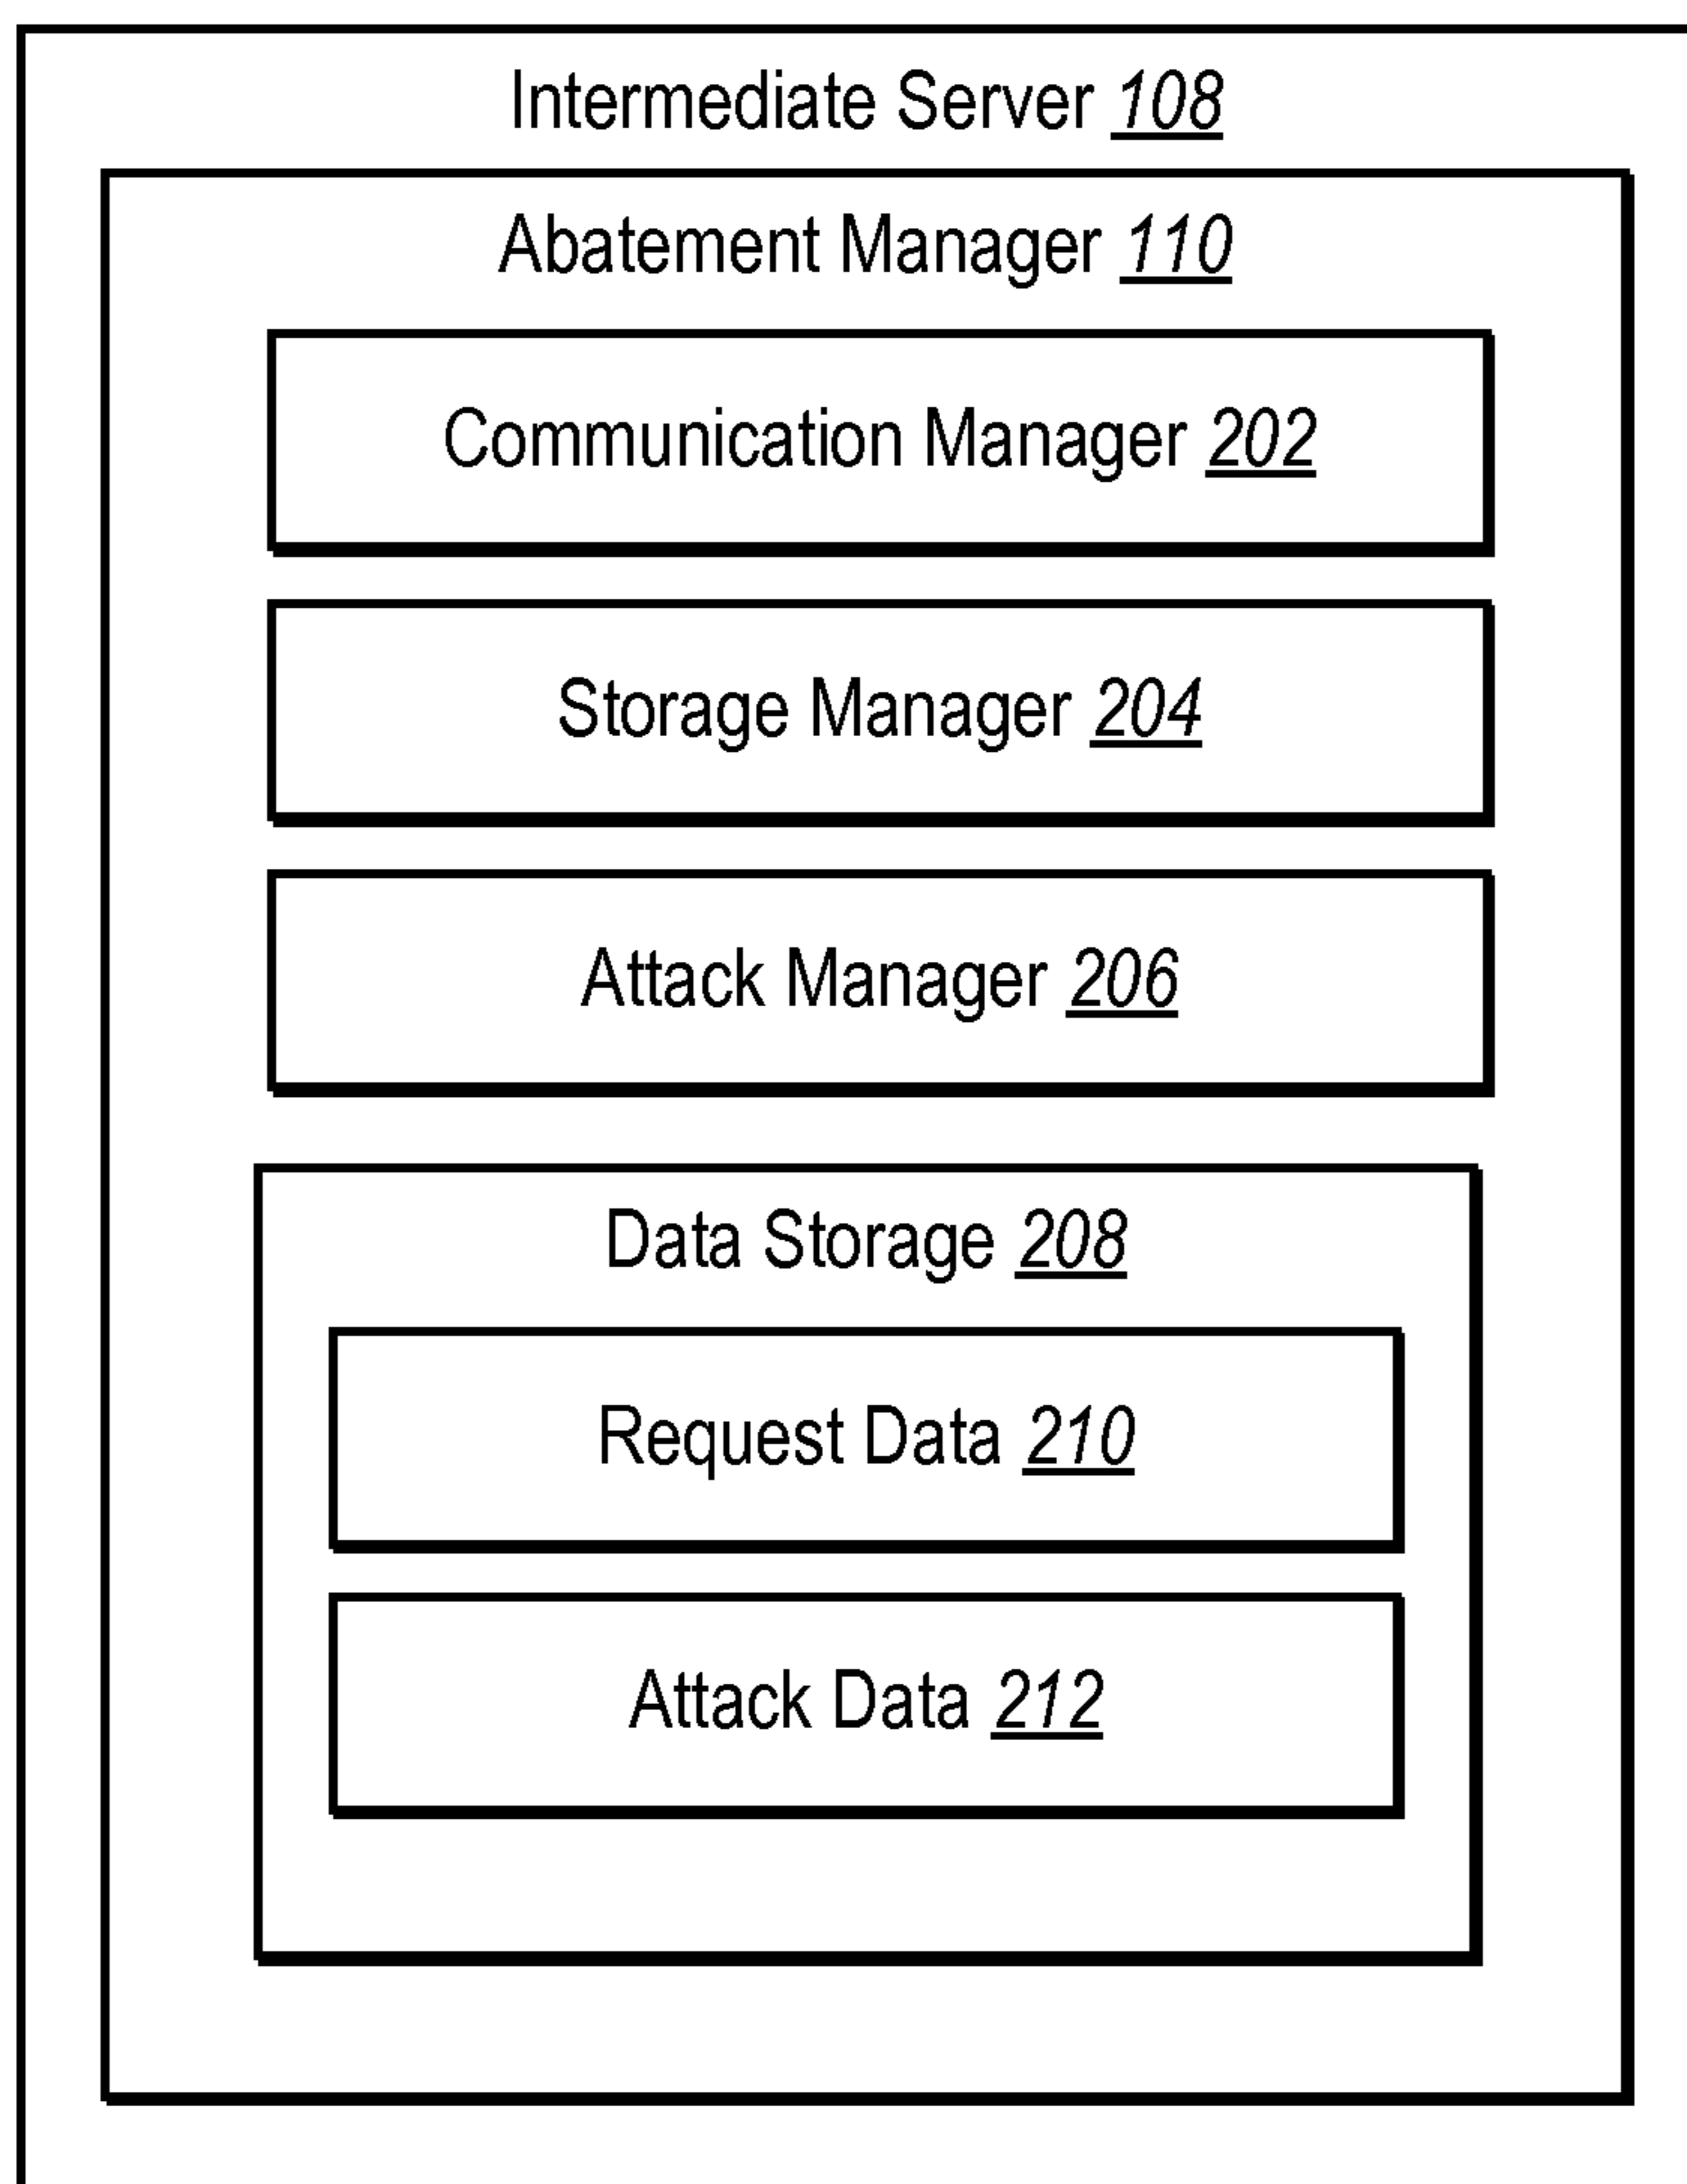 Intermediate Server 108
Abatement Manager 110
Communication Manager 202
Storage Manager 204
Attack Manager 206
Data Storage 208
Request Data 210
Attack Data 212